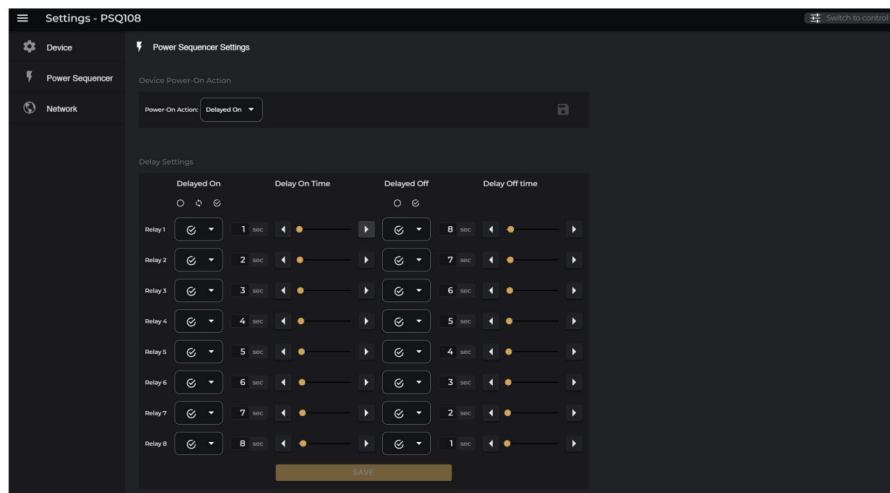 Settings - PSQ108
Switch to control
Device
Power Sequencer
Network
Power Sequencer Settings
Device Power-On Action
Power-On Action: Delayed On
Delay Settings
Delayed On Delay On Time Delayed Off Delay Off time
Relay 1 1 sec 8 sec
Relay 2 2 sec 7 sec
Relay 3 3 sec 6 sec
Relay 4 4 sec 5 sec
Relay 5 5 sec 4 sec
Relay 6 6 sec 3 sec
Relay 7 7 sec 2 sec
Relay 8 8 sec 1 sec
SAVE